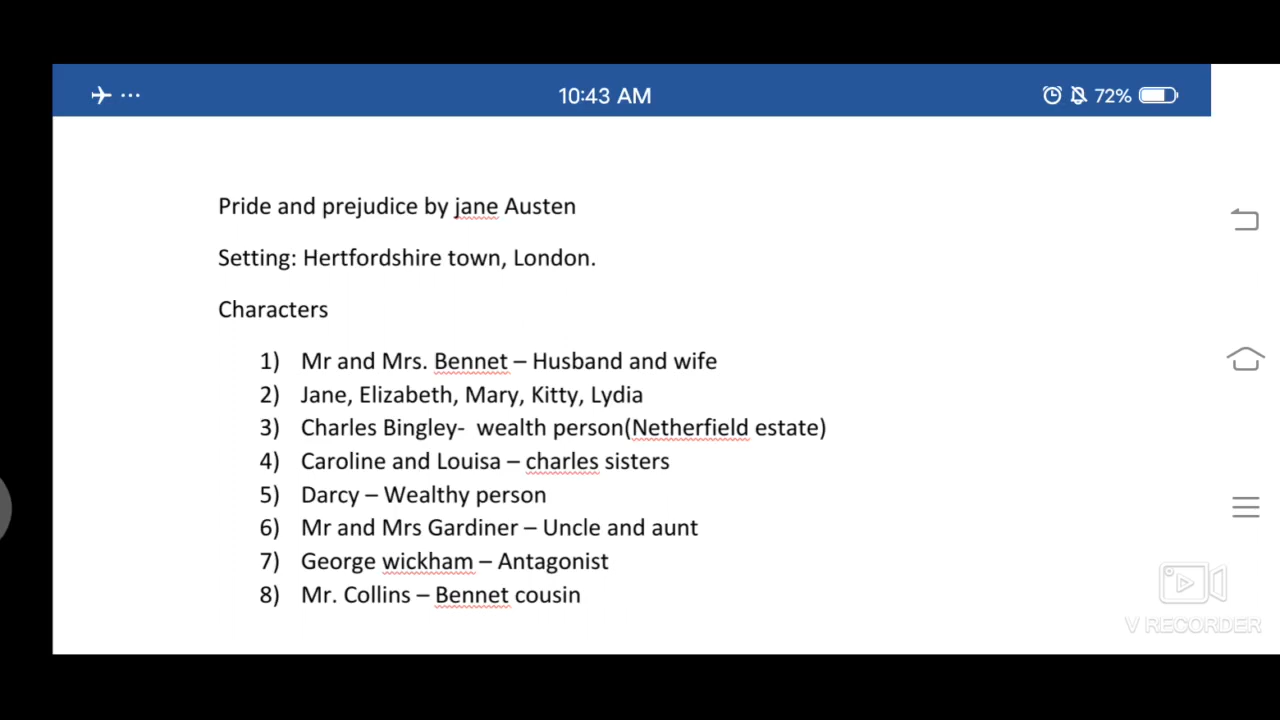 10:43 AM
72%
Pride and prejudice by jane Austen
Setting: Hertfordshire town, London.
Characters
1) Mr and Mrs. Bennet – Husband and wife
2) Jane, Elizabeth, Mary, Kitty, Lydia
3) Charles Bingley-  wealth person(Netherfield estate)
4) Caroline and Louisa – charles sisters
5) Darcy – Wealthy person
6) Mr and Mrs Gardiner – Uncle and aunt
7) George wickham – Antagonist
8) Mr. Collins – Bennet cousin
V RECORDER